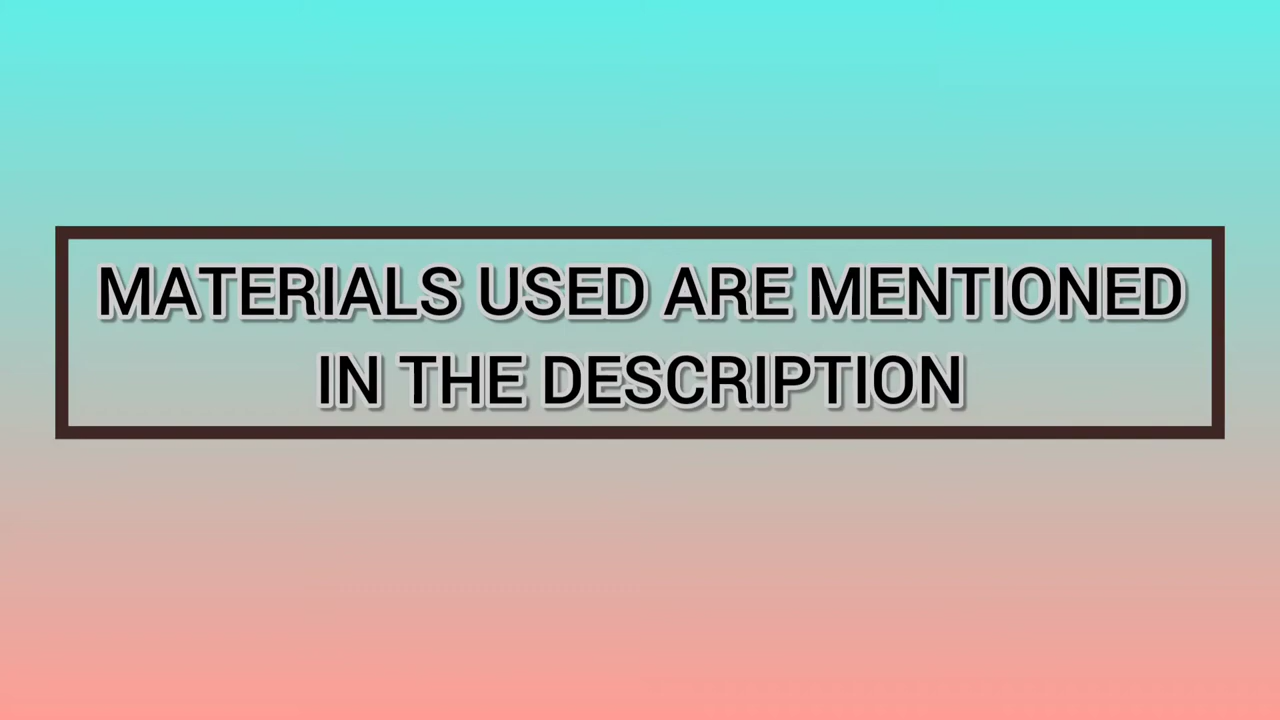 MATERIALS USED ARE MENTIONED
IN THE DESCRIPTION